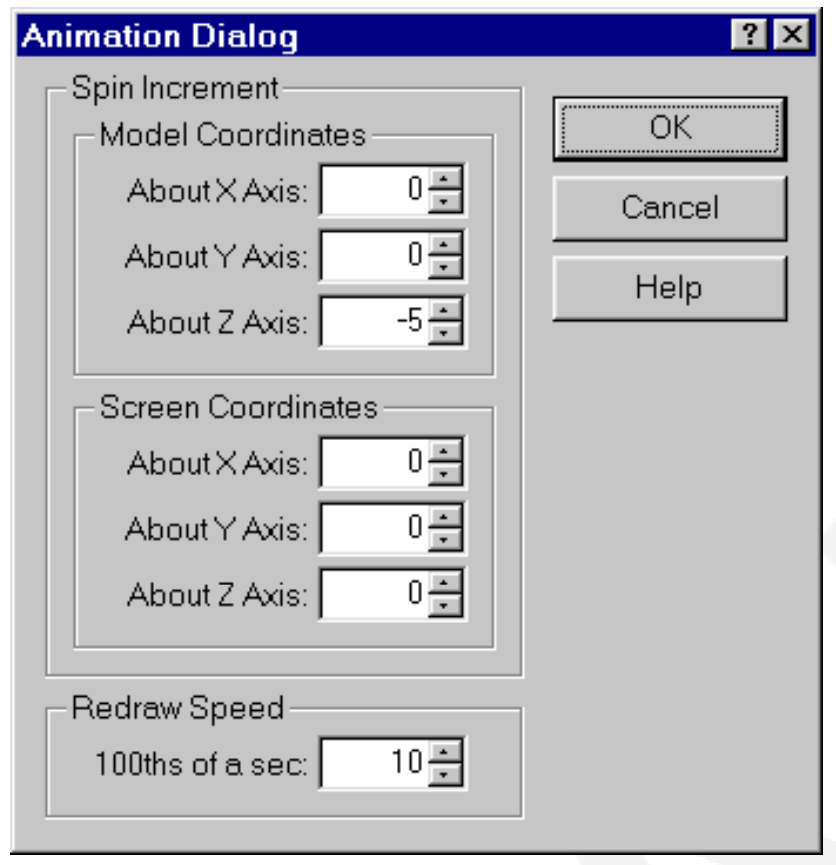 Animation Dialog
Spin Increment
Model Coordinates
About X Axis: 0
About Y Axis: 0
About Z Axis: -5
Screen Coordinates
About X Axis: 0
About Y Axis: 0
About Z Axis: 0
Redraw Speed
100ths of a sec: 10
OK
Cancel
Help